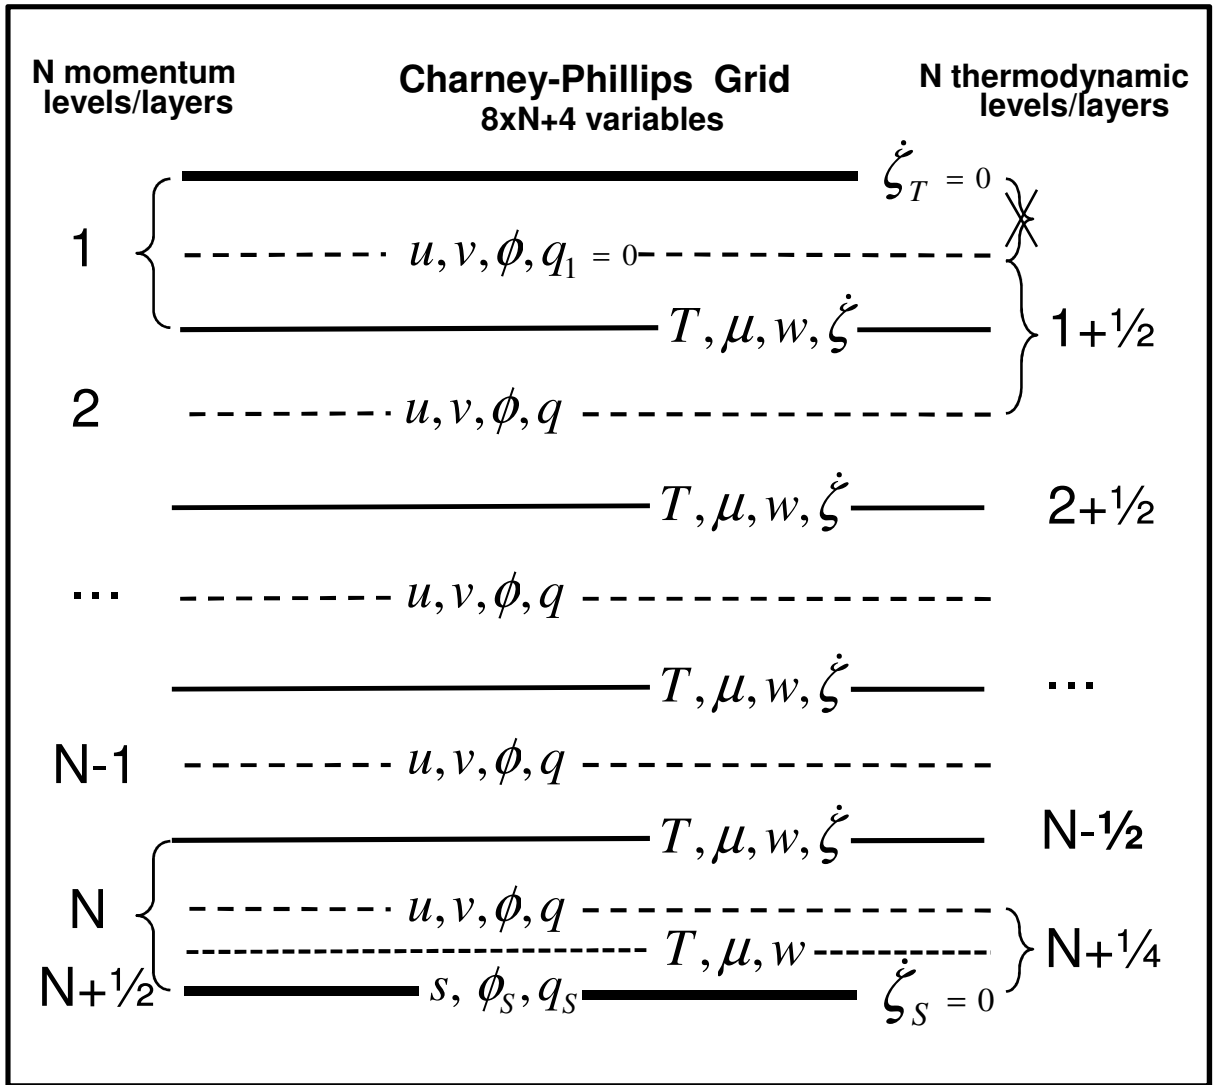 N momentum levels/layers
Charney-Phillips Grid
8xN+4 variables
N thermodynamic levels/layers
ζ̇_T = 0
1
u, v, ϕ, q₁ = 0
T, μ, w, ζ̇
1+½
2
u, v, ϕ, q
T, μ, w, ζ̇
2+½
...
u, v, ϕ, q
T, μ, w, ζ̇
...
N-1
u, v, ϕ, q
T, μ, w, ζ̇
N-½
N
u, v, ϕ, q
T, μ, w
N+¼
N+½
s, ϕ_S, q_S
ζ̇_S = 0